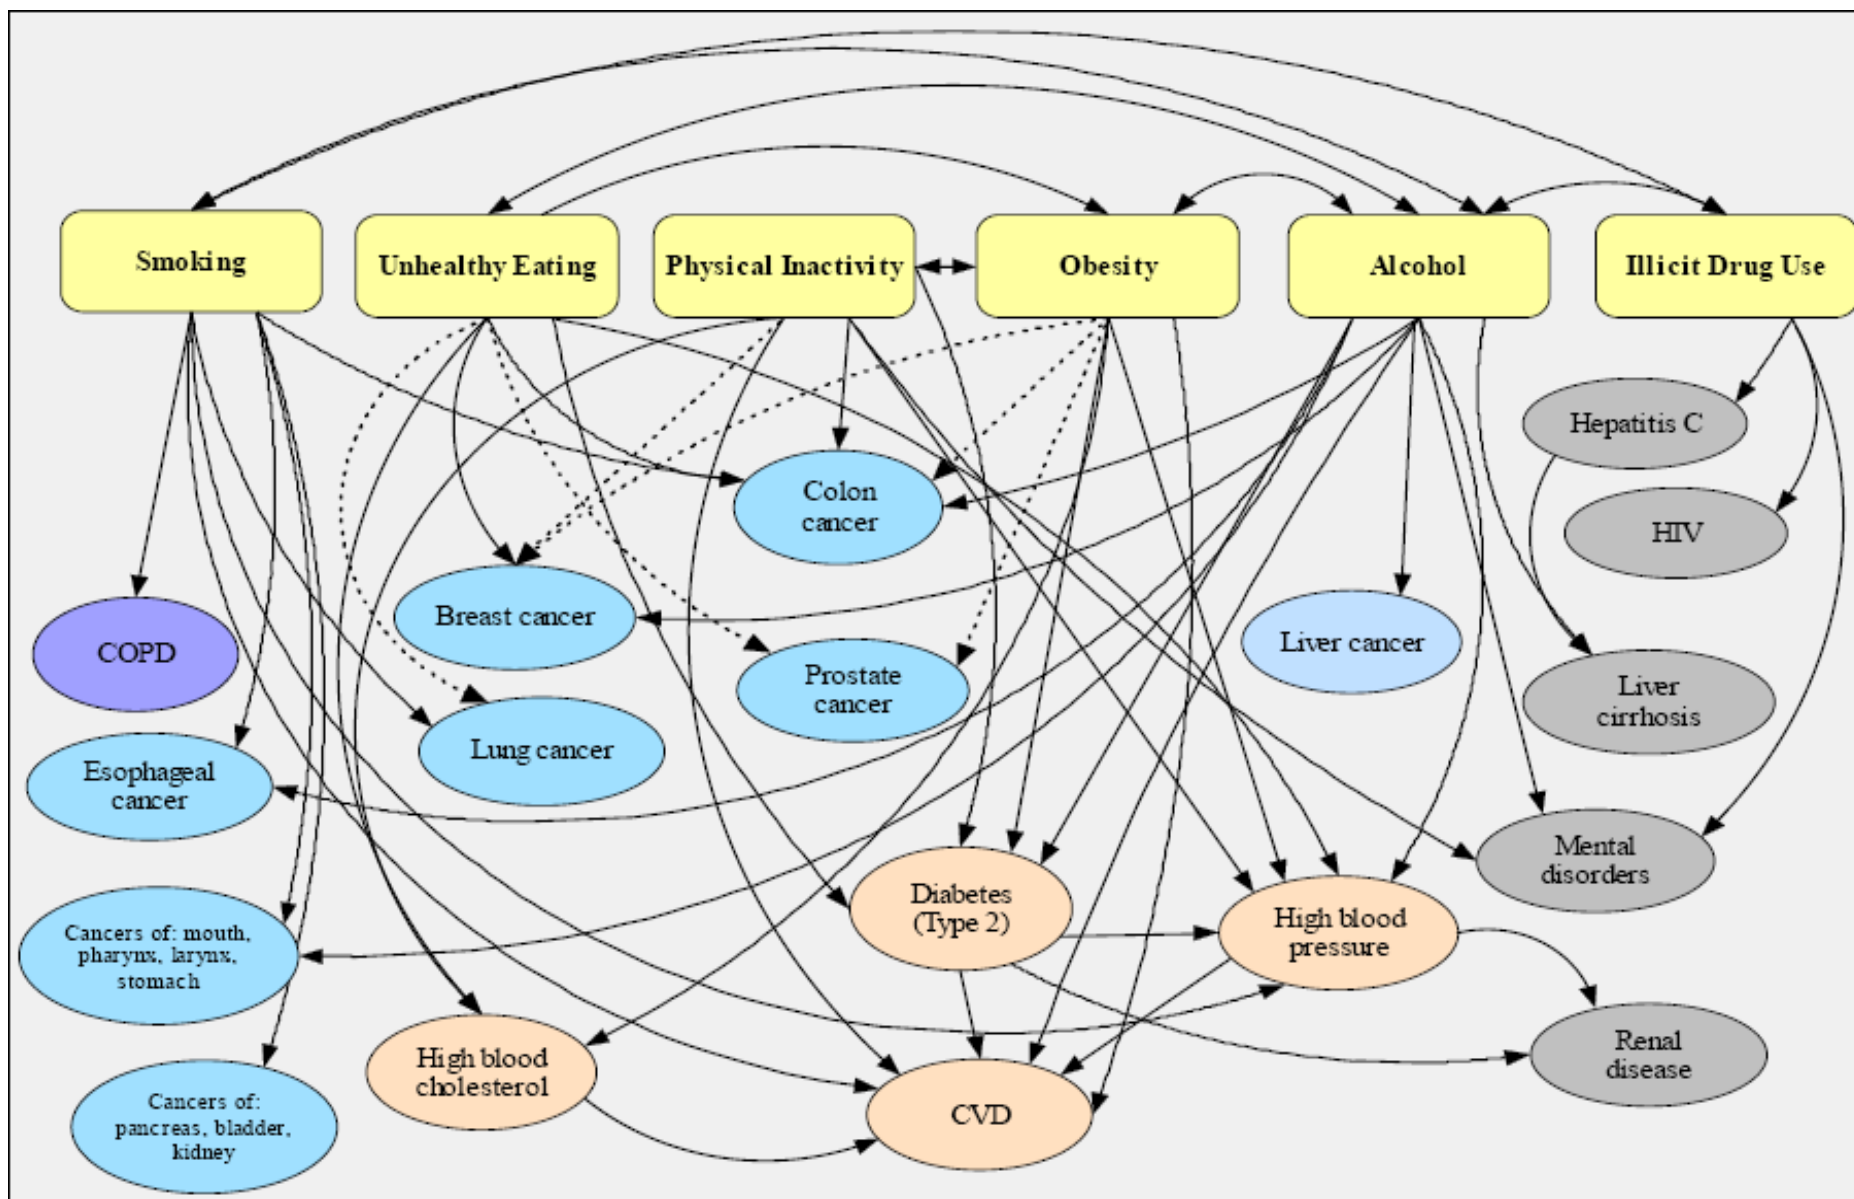 Smoking
Unhealthy Eating
Physical Inactivity
Obesity
Alcohol
Illicit Drug Use
Hepatitis C
Colon
cancer
HIV
Breast cancer
Liver cancer
COPD
Prostate
cancer
Liver
cirrhosis
Lung cancer
Esophageal
cancer
Mental
disorders
Diabetes
(Type 2)
High blood
pressure
Cancers of: mouth,
pharynx, larynx,
stomach
High blood
cholesterol
CVD
Renal
disease
Cancers of:
pancreas, bladder,
kidney